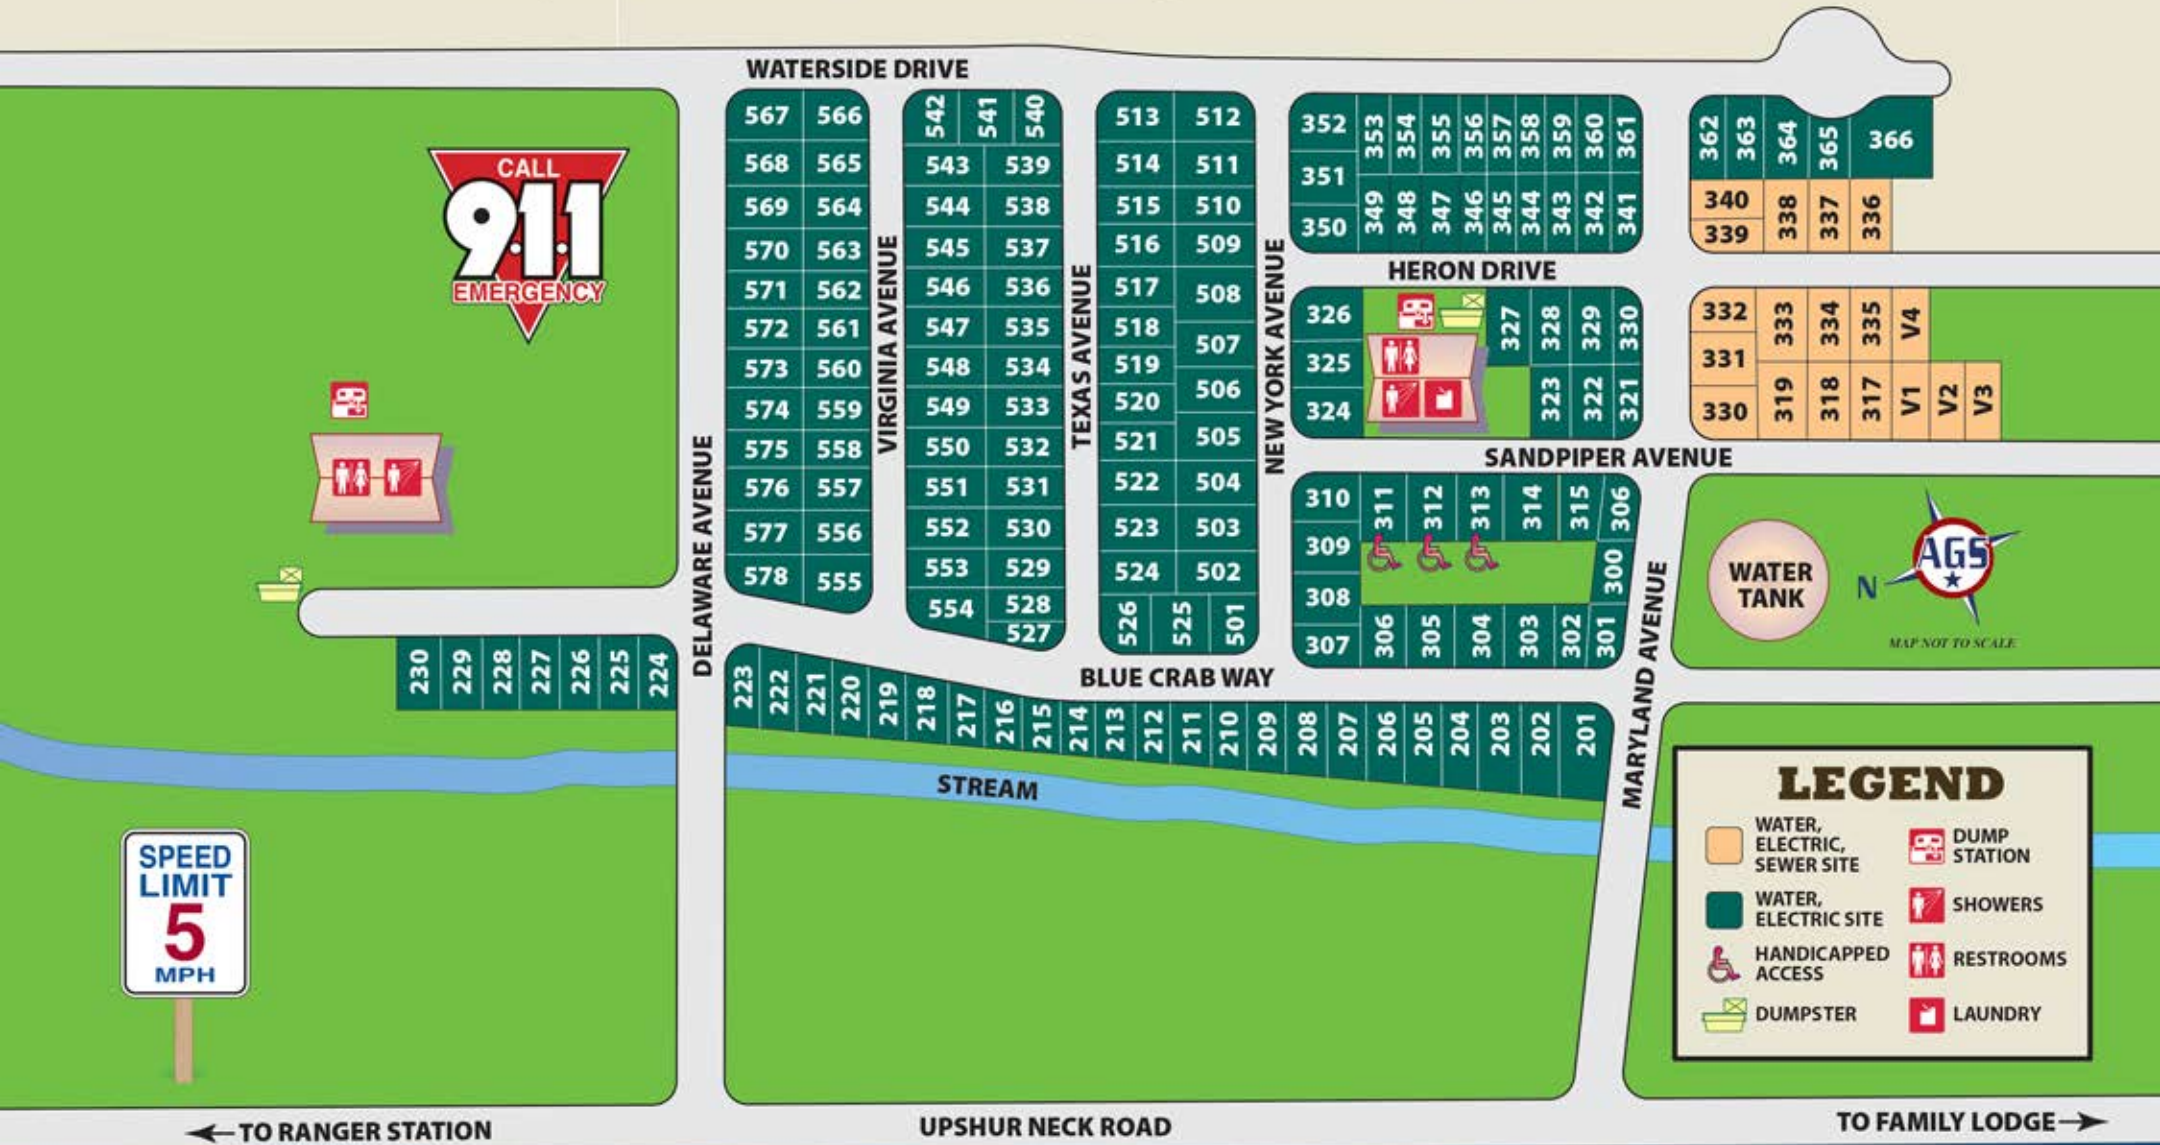 WATERSIDE DRIVE
CALL
911
EMERGENCY
567 566
568 565
569 564
570 563
571 562
572 561
573 560
574 559
575 558
576 557
577 556
578 555
DELAWARE AVENUE
VIRGINIA AVENUE
542 541 540
543 539
544 538
545 537
546 536
547 535
548 534
549 533
550 532
551 531
552 530
553 529
554 528
527
TEXAS AVENUE
513 512
514 511
515 510
516 509
517 508
518 507
519 506
520 505
521 504
522 503
523 502
524
526 525 501
NEW YORK AVENUE
352 353 354 355 356 357 358 359 360 361
351
350 349 348 347 346 345 344 343 342 341
362 363 364 365 366
340 338 337 336
339
HERON DRIVE
326 327 328 329 330
325
324 323 322 321
332 333 334 335 V4
331
330 319 318 317 V1 V2 V3
SANDPIPER AVENUE
310 311 312 313 314 315 306
309 300
308
307 306 305 304 303 302 301
MARYLAND AVENUE
WATER
TANK
N
AGS
MAP NOT TO SCALE
230 229 228 227 226 225 224
BLUE CRAB WAY
223 222 221 220 219 218 217 216 215 214 213 212 211 210 209 208 207 206 205 204 203 202 201
STREAM
SPEED
LIMIT
5
MPH
LEGEND
WATER,
ELECTRIC,
SEWER SITE
WATER,
ELECTRIC SITE
HANDICAPPED
ACCESS
DUMPSTER
DUMP
STATION
SHOWERS
RESTROOMS
LAUNDRY
TO RANGER STATION
UPSHUR NECK ROAD
TO FAMILY LODGE